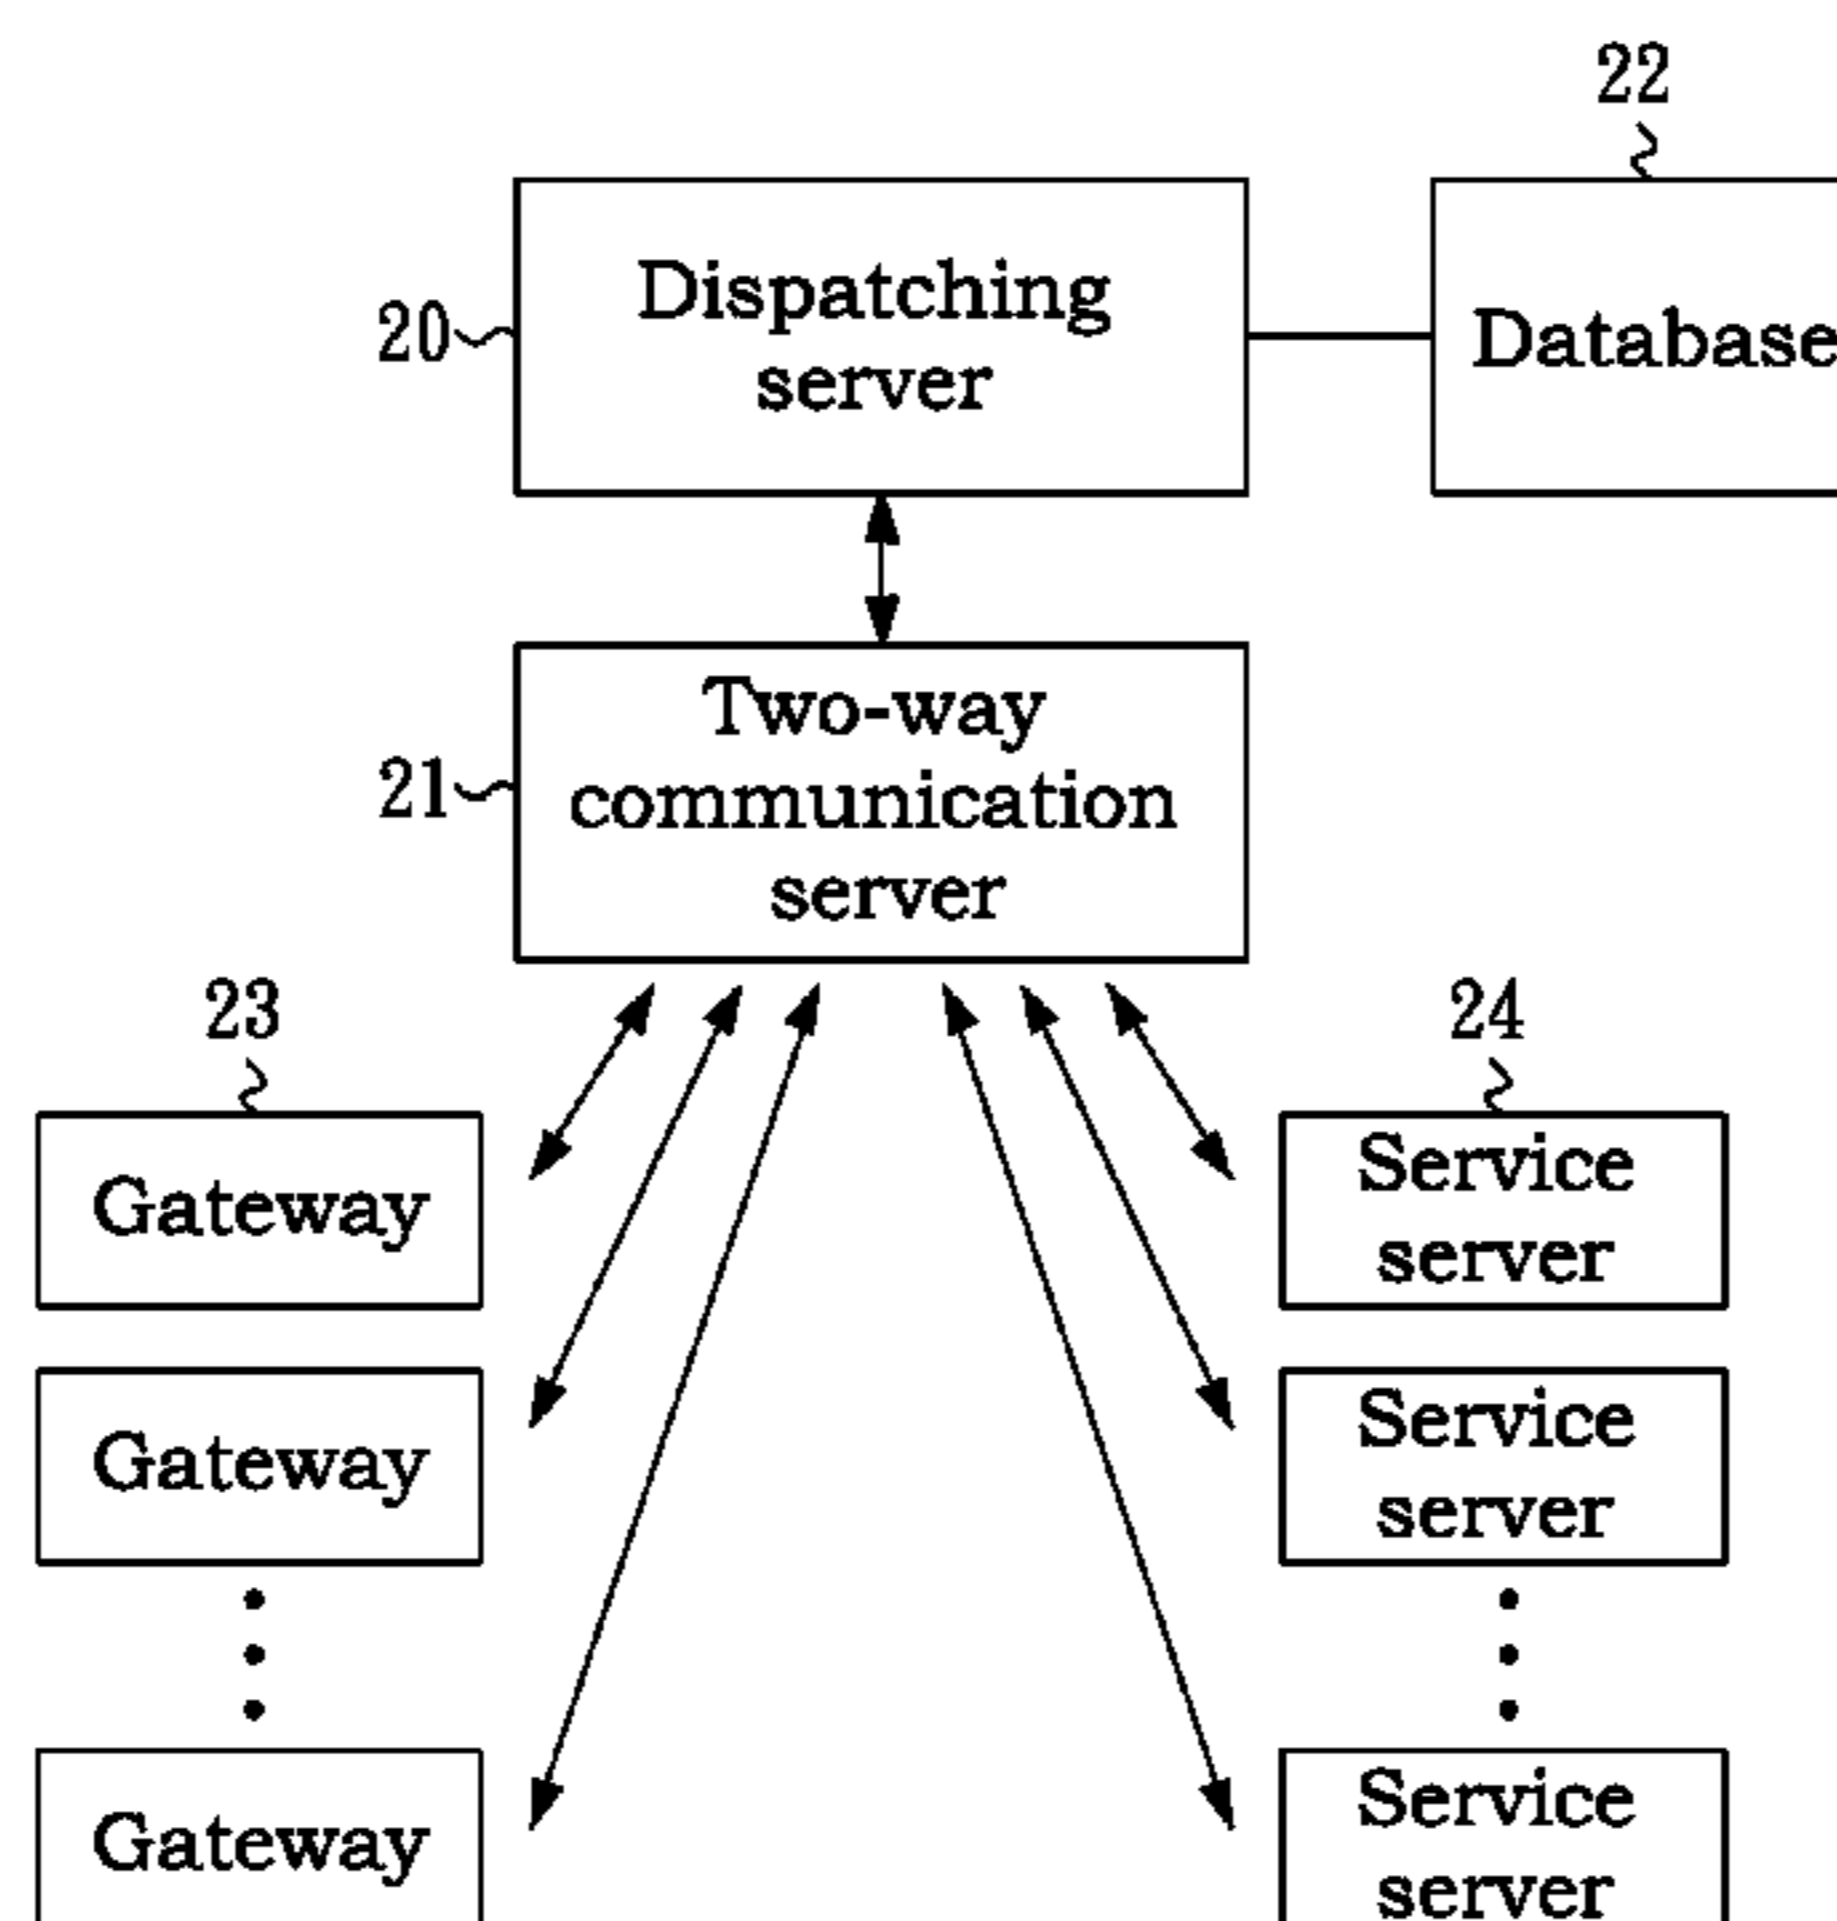 22
20
Dispatching
server
Database
21
Two-way
communication
server
23
24
Gateway
Service
server
Gateway
Service
server
Gateway
Service
server